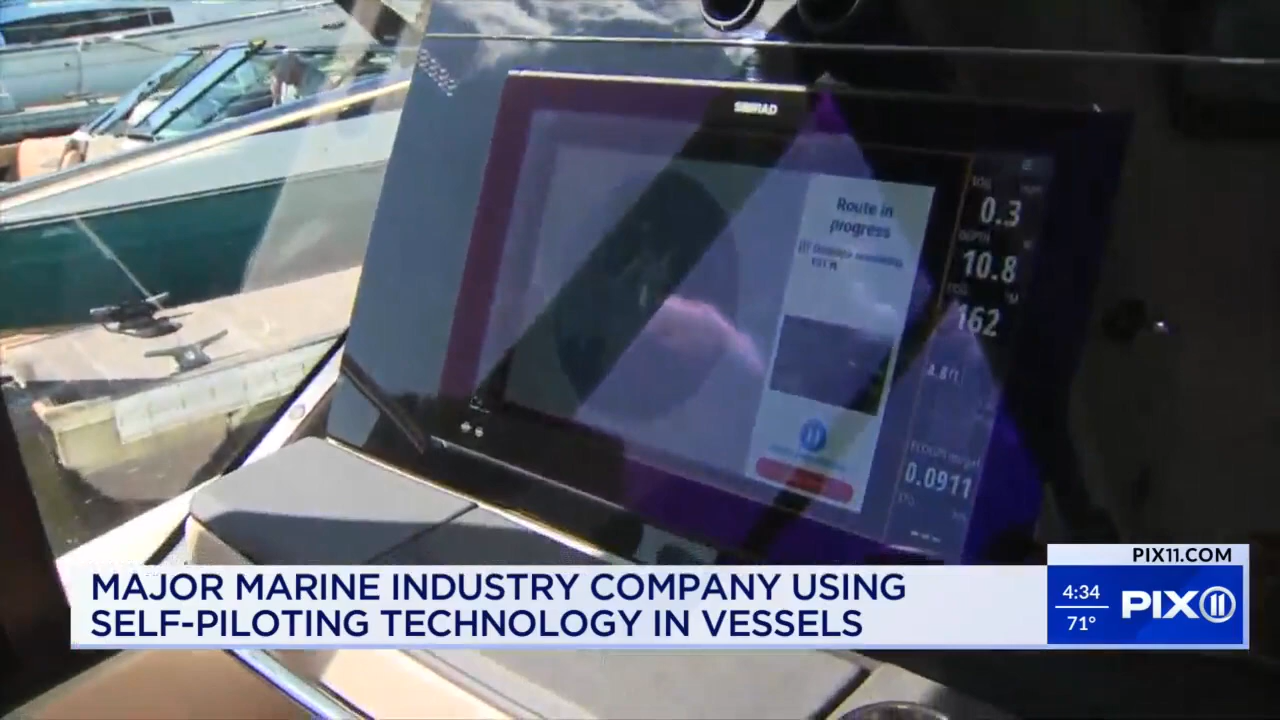 SIMRAD
Route in
progress
0.3
DEPTH
10.8
162
0.0911
PIX11.COM
MAJOR MARINE INDUSTRY COMPANY USING
SELF-PILOTING TECHNOLOGY IN VESSELS
4:34
71°
PIX11